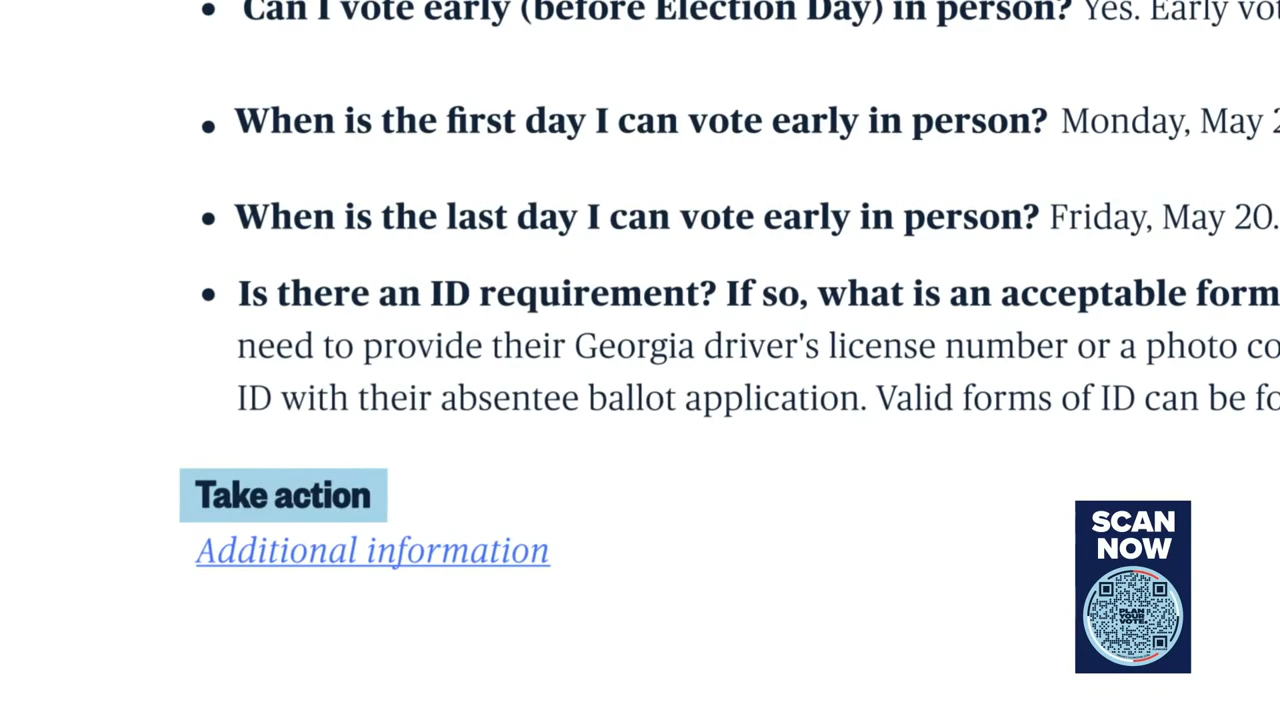 • Can I vote early (before Election Day) in person? Yes. Early
• When is the first day I can vote early in person? Monday, May
• When is the last day I can vote early in person? Friday, May 20.
• Is there an ID requirement? If so, what is an acceptable form
need to provide their Georgia driver's license number or a photo
ID with their absentee ballot application. Valid forms of ID can be
Take action
Additional information
SCAN
NOW
PLAN
YOUR
VOTE.